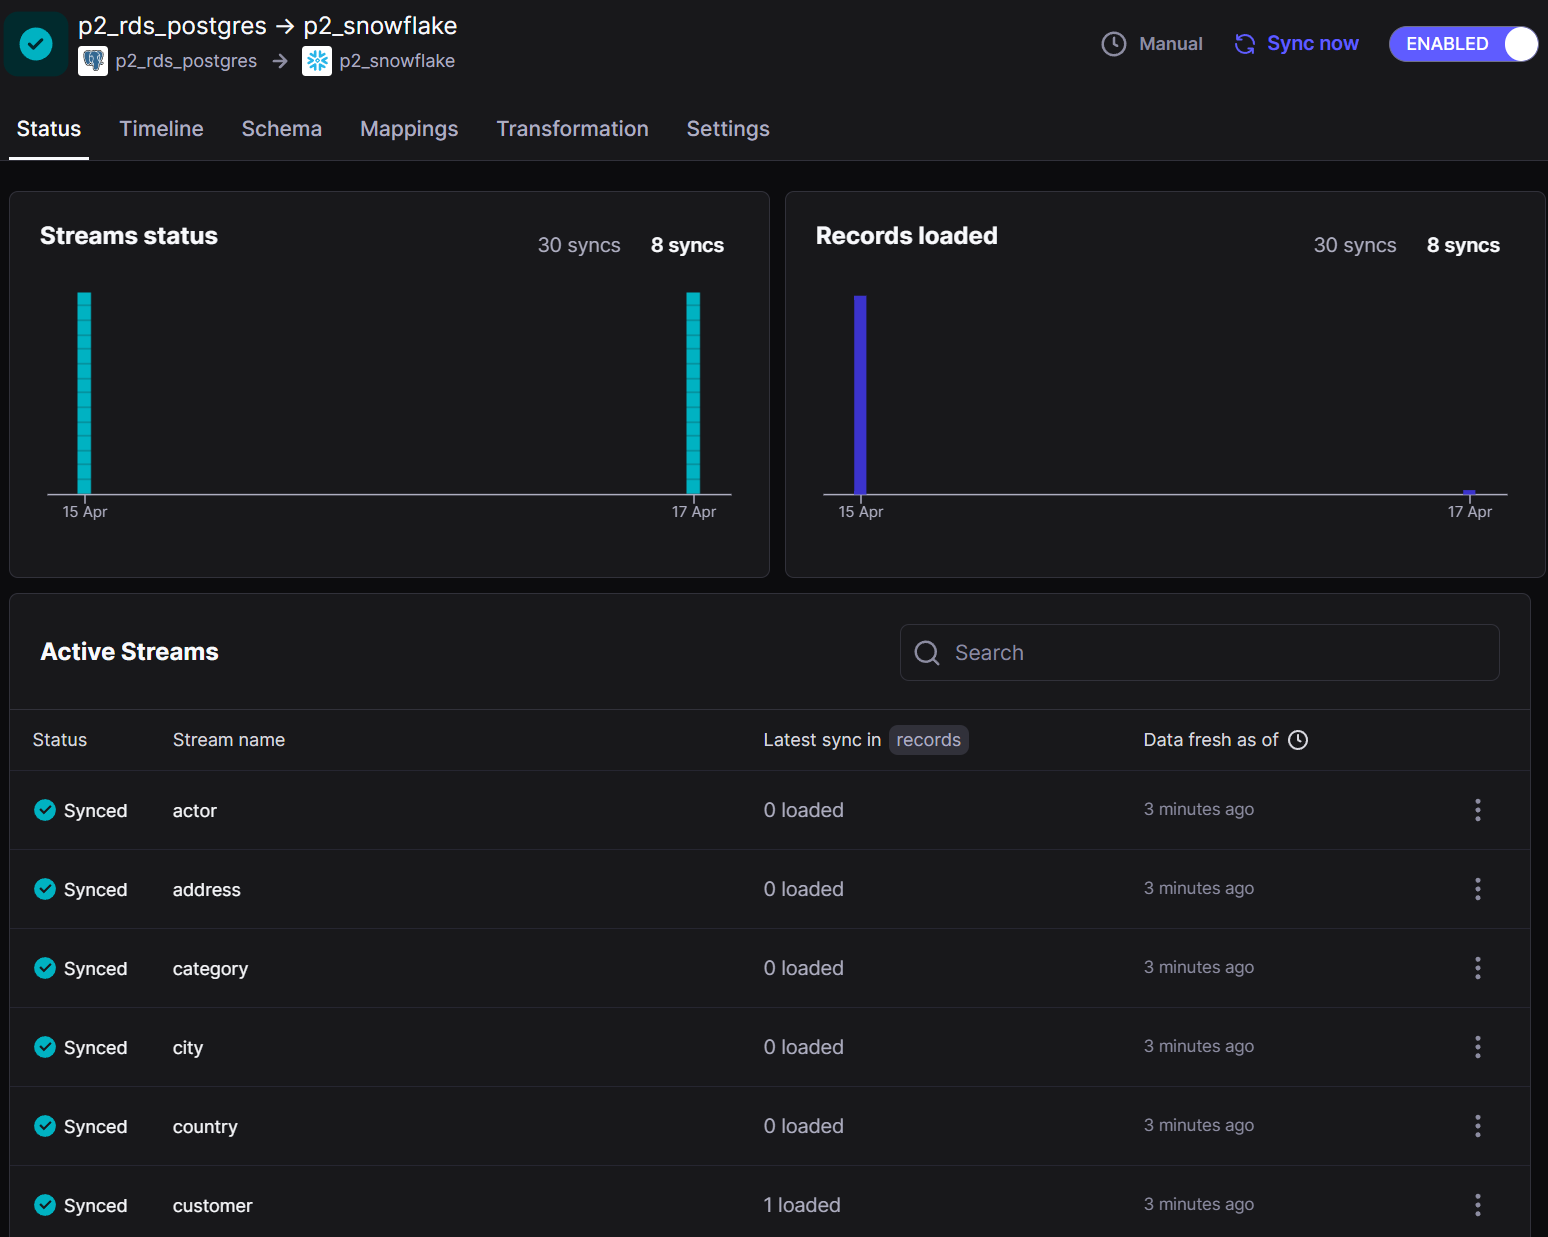 p2_rds_postgres → p2_snowflake
p2_rds_postgres → p2_snowflake
Manual
Sync now
ENABLED
Status
Timeline
Schema
Mappings
Transformation
Settings
Streams status
30 syncs
8 syncs
15 Apr
17 Apr
Records loaded
30 syncs
8 syncs
15 Apr
17 Apr
Active Streams
Search
Status
Stream name
Latest sync in records
Data fresh as of
Synced
actor
0 loaded
3 minutes ago
Synced
address
0 loaded
3 minutes ago
Synced
category
0 loaded
3 minutes ago
Synced
city
0 loaded
3 minutes ago
Synced
country
0 loaded
3 minutes ago
Synced
customer
1 loaded
3 minutes ago